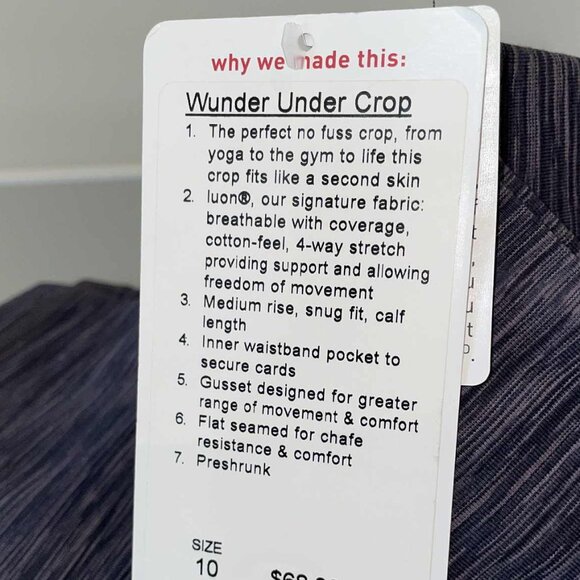 why we made this:
Wunder Under Crop
1. The perfect no fuss crop, from
yoga to the gym to life this
crop fits like a second skin
2. luon®, our signature fabric:
breathable with coverage,
cotton-feel, 4-way stretch
providing support and allowing
freedom of movement
3. Medium rise, snug fit, calf
length
4. Inner waistband pocket to
secure cards
5. Gusset designed for greater
range of movement & comfort
6. Flat seamed for chafe
resistance & comfort
7. Preshrunk
SIZE
10